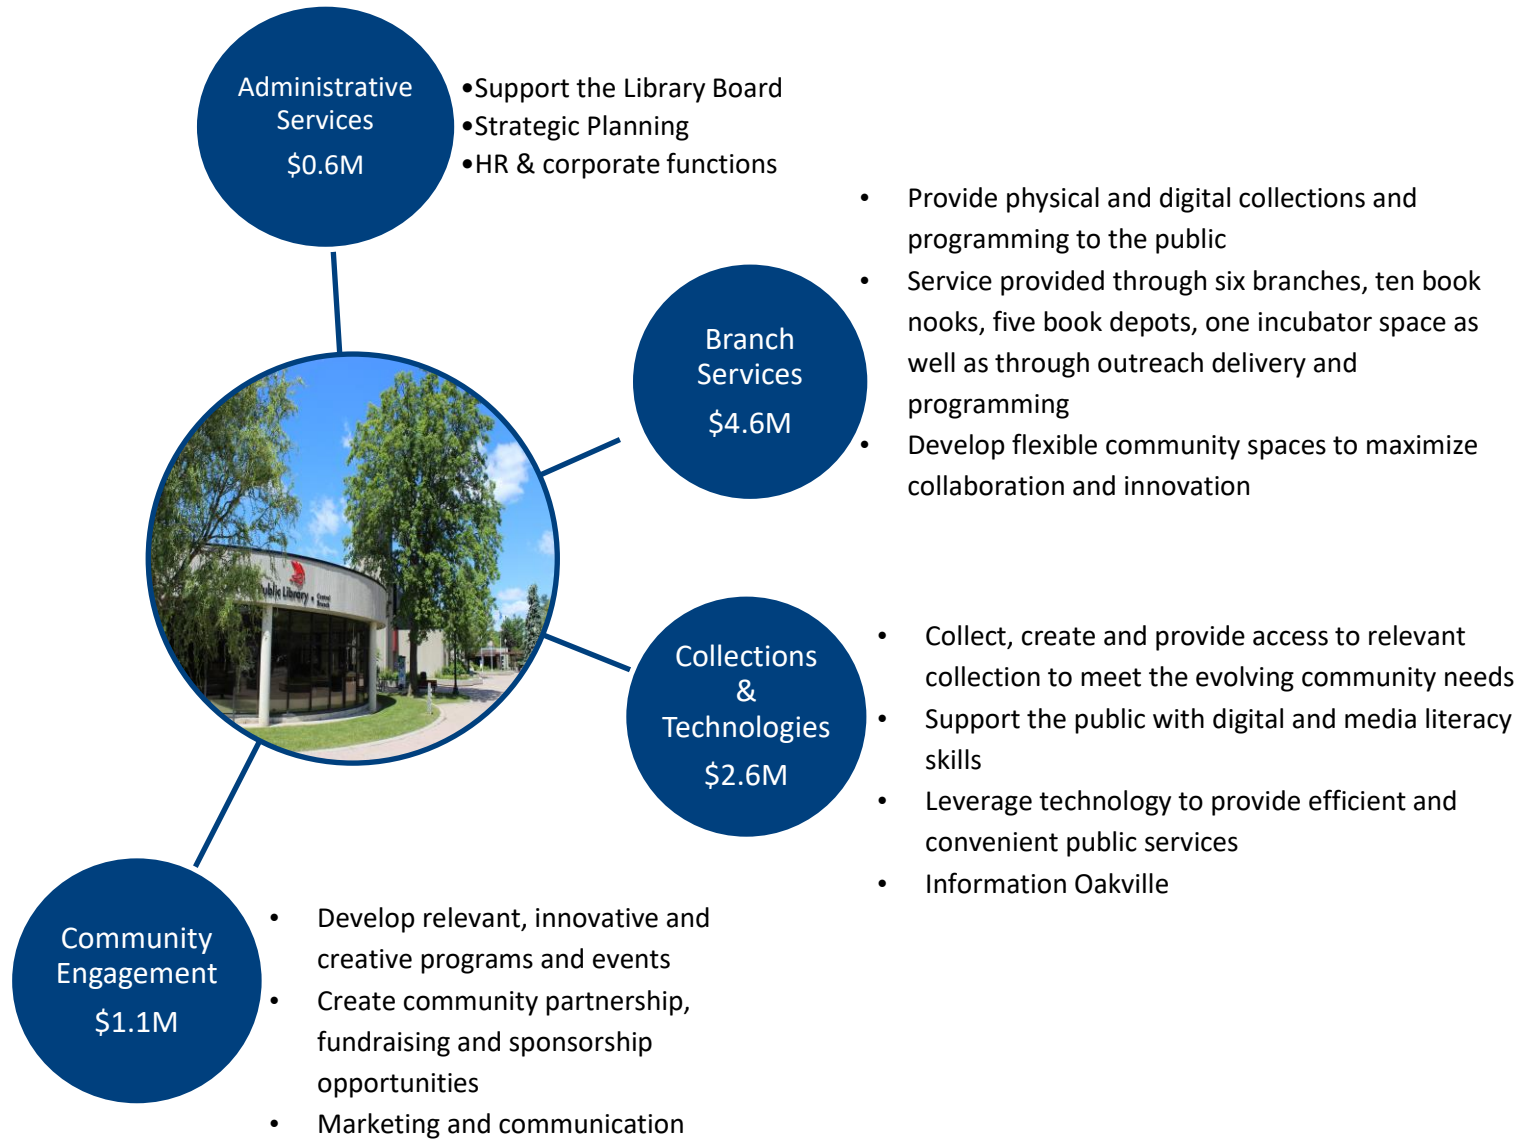 Administrative
Services
$0.6M
•Support the Library Board
•Strategic Planning
•HR & corporate functions
Branch
Services
$4.6M
• Provide physical and digital collections and
programming to the public
• Service provided through six branches, ten book
nooks, five book depots, one incubator space as
well as through outreach delivery and
programming
• Develop flexible community spaces to maximize
collaboration and innovation
Public Library • Central
Branch
Collections
&
Technologies
$2.6M
• Collect, create and provide access to relevant
collection to meet the evolving community needs
• Support the public with digital and media literacy
skills
• Leverage technology to provide efficient and
convenient public services
• Information Oakville
Community
Engagement
$1.1M
• Develop relevant, innovative and
creative programs and events
• Create community partnership,
fundraising and sponsorship
opportunities
• Marketing and communication